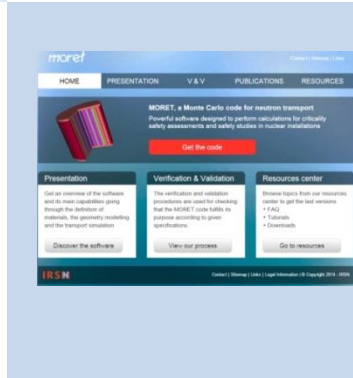 moret
Contact | Sitemap | Links
HOME PRESENTATION V & V PUBLICATIONS RESOURCES
MORET, a Monte Carlo code for neutron transport
Powerful software designed to perform calculations for criticality
safety assessments and safety studies in nuclear installations
Get the code
Presentation
Get an overview of the software
and its main capabilities going
through the definition of
materials, the geometry modelling
and the transport simulation
Discover the software
Verification & Validation
The verification and validation
procedures are used for checking
that the MORET code fulfills its
purpose according to given
specifications
View our process
Resources center
Browse topics from our resources
center to get the last versions
• FAQ
• Tutorials
• Downloads
Go to resources
IRSN
Contact | Sitemap | Links | Legal Information | © Copyright 2014 - IRSN